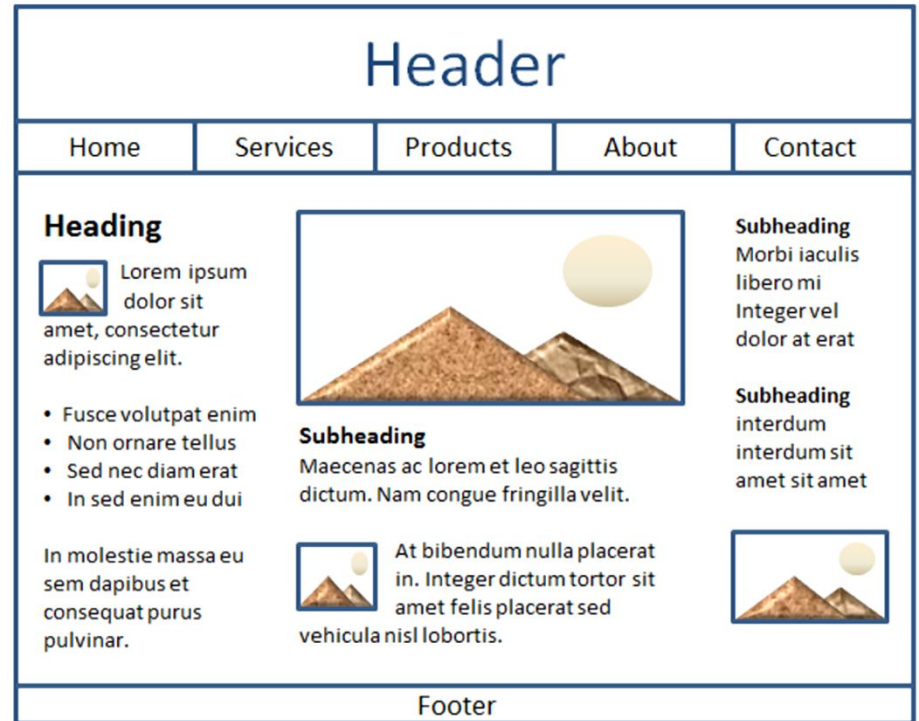 Header
Home Services Products About Contact
Heading
Lorem ipsum
dolor sit
amet, consectetur
adipiscing elit.
• Fusce volutpat enim
• Non ornare tellus
• Sed nec diam erat
• In sed enim eu dui
In molestie massa eu
sem dapibus et
consequat purus
pulvinar.
Subheading
Maecenas ac lorem et leo sagittis
dictum. Nam congue fringilla velit.
At bibendum nulla placerat
in. Integer dictum tortor sit
amet felis placerat sed
vehicula nisl lobortis.
Subheading
Morbi iaculis
libero mi
Integer vel
dolor at erat
Subheading
interdum
interdum sit
amet sit amet
Footer